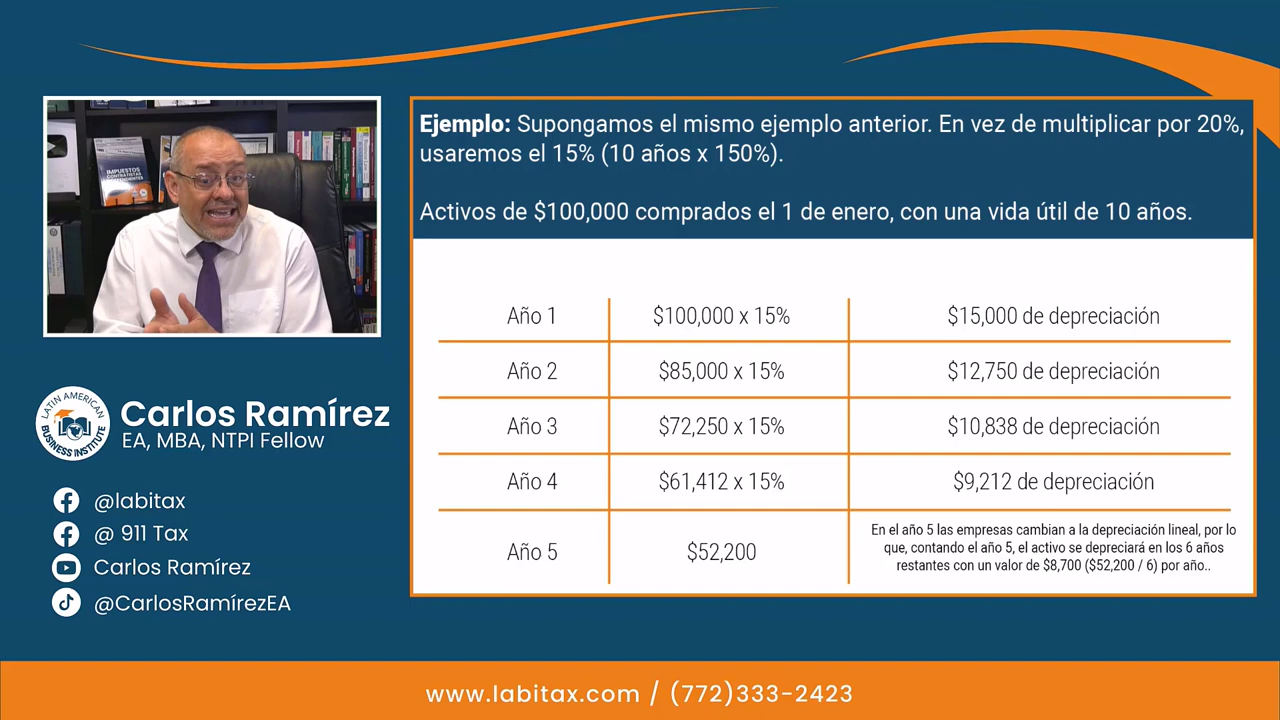 Ejemplo: Supongamos el mismo ejemplo anterior. En vez de multiplicar por 20%,
usaremos el 15% (10 años x 150%).
Activos de $100,000 comprados el 1 de enero, con una vida útil de 10 años.
Año 1 $100,000 x 15% $15,000 de depreciación
Año 2 $85,000 x 15% $12,750 de depreciación
Año 3 $72,250 x 15% $10,838 de depreciación
Año 4 $61,412 x 15% $9,212 de depreciación
Año 5 $52,200
En el año 5 las empresas cambian a la depreciación lineal, por lo
que, contando el año 5, el activo se depreciará en los 6 años
restantes con un valor de $8,700 ($52,200 / 6) por año..
IMPUESTOS
CONTRATISTAS
LATIN AMERICAN
BUSINESS INSTITUTE
Carlos Ramírez
EA, MBA, NTPI Fellow
@labitax
@ 911 Tax
Carlos Ramírez
@CarlosRamírezEA
www.labitax.com / (772)333-2423